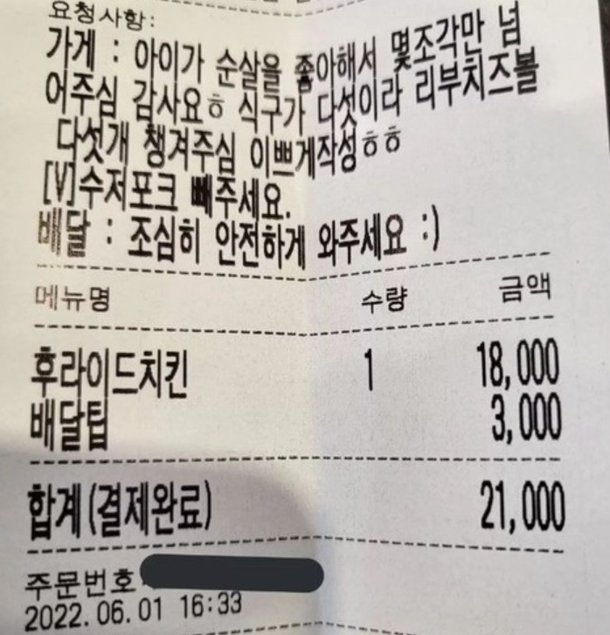 요청사항:
가게 : 아이가 순살을 좋아해서 몇조각만 넘
어주심 감사요ㅎ 식구가 다섯이라 리부치즈볼
다섯개 챙겨주심 이쁘게작성ㅎㅎ
[V]수저포크 빼주세요.
배달 : 조심히 안전하게 와주세요 :)
메뉴명 수량 금액
후라이드치킨 1 18,000
배달팁 3,000
합계(결제완료) 21,000
주문번호
2022.06.01 16:33